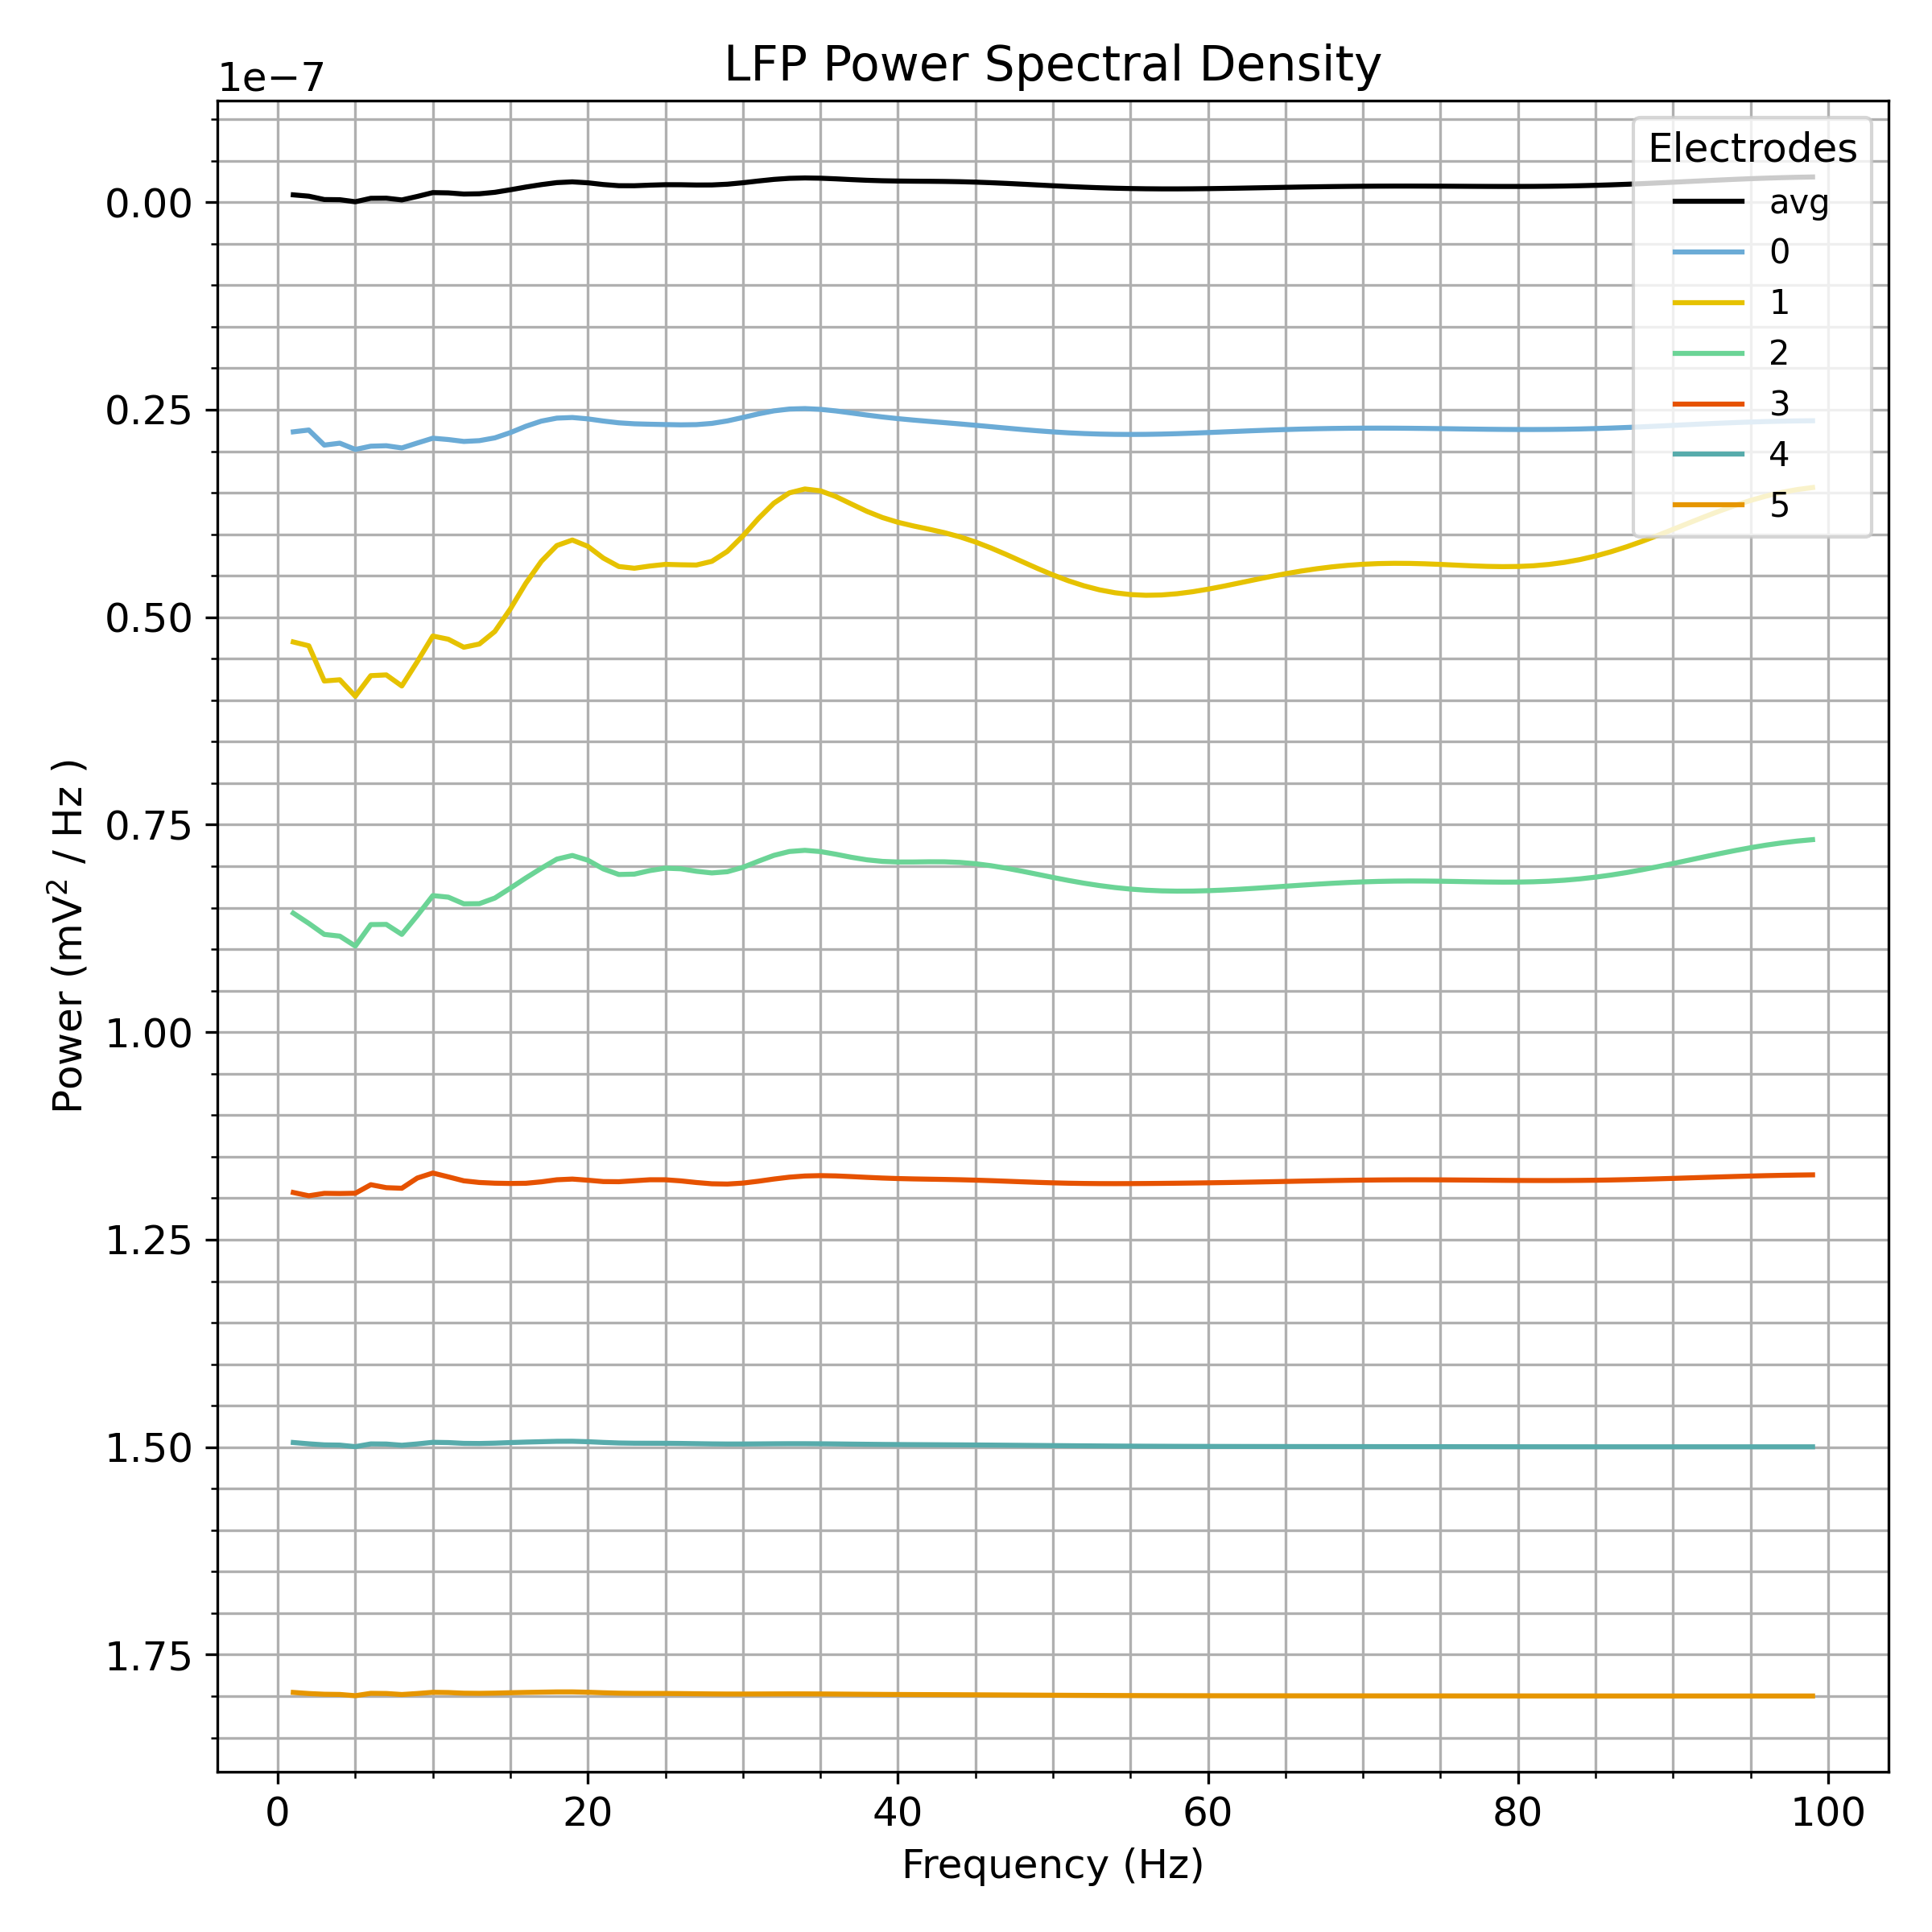 LFP Power Spectral Density
1e−7
0.00
0.25
0.50
0.75
1.00
1.25
1.50
1.75
Power (mV² / Hz )
0 20 40 60 80 100
Frequency (Hz)
Electrodes
avg
0
1
2
3
4
5